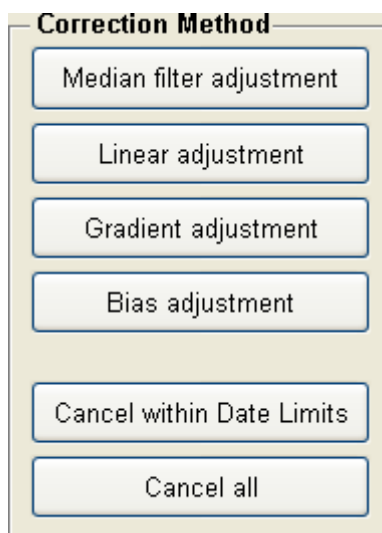 Correction Method
Median filter adjustment
Linear adjustment
Gradient adjustment
Bias adjustment
Cancel within Date Limits
Cancel all